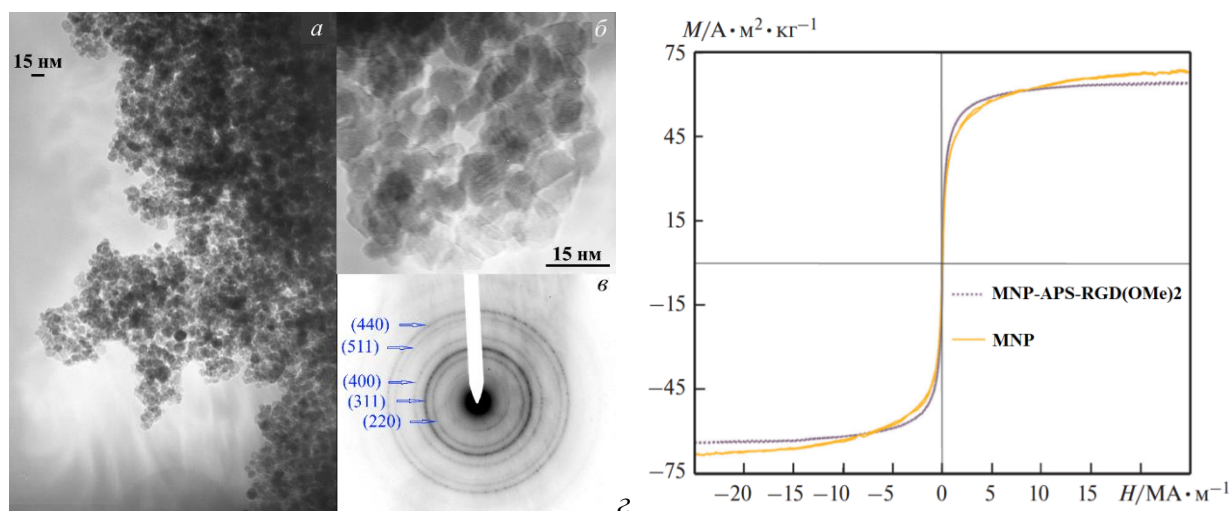 а
15 нм
б
15 нм
в
(440)
(511)
(400)
(311)
(220)
г
M/А • м² • кг⁻¹
75
45
15
−15
−45
−75
MNP-APS-RGD(OMe)2
MNP
−20 −15 −10 −5 0 5 10 15 H/МА • м⁻¹